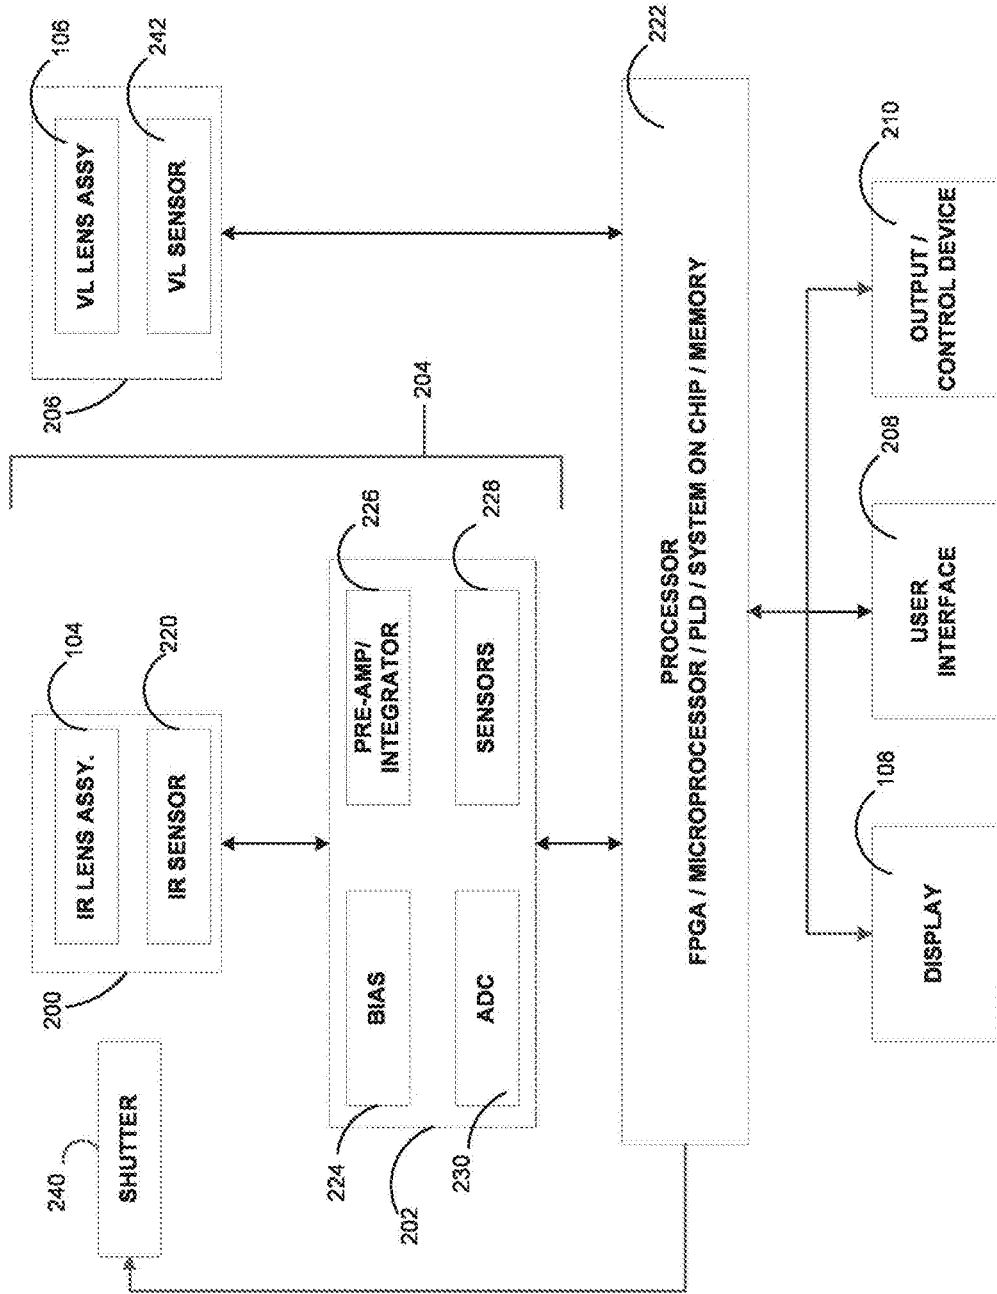 240
SHUTTER
200
IR LENS ASSY.
104
IR SENSOR
220
206
VL LENS ASSY
106
VL SENSOR
242
204
224
BIAS
PRE-AMP/
INTEGRATOR
226
230
ADC
SENSORS
228
202
PROCESSOR
FPGA / MICROPROCESSOR / PLD / SYSTEM ON CHIP / MEMORY
222
DISPLAY
108
USER
INTERFACE
208
OUTPUT /
CONTROL DEVICE
210